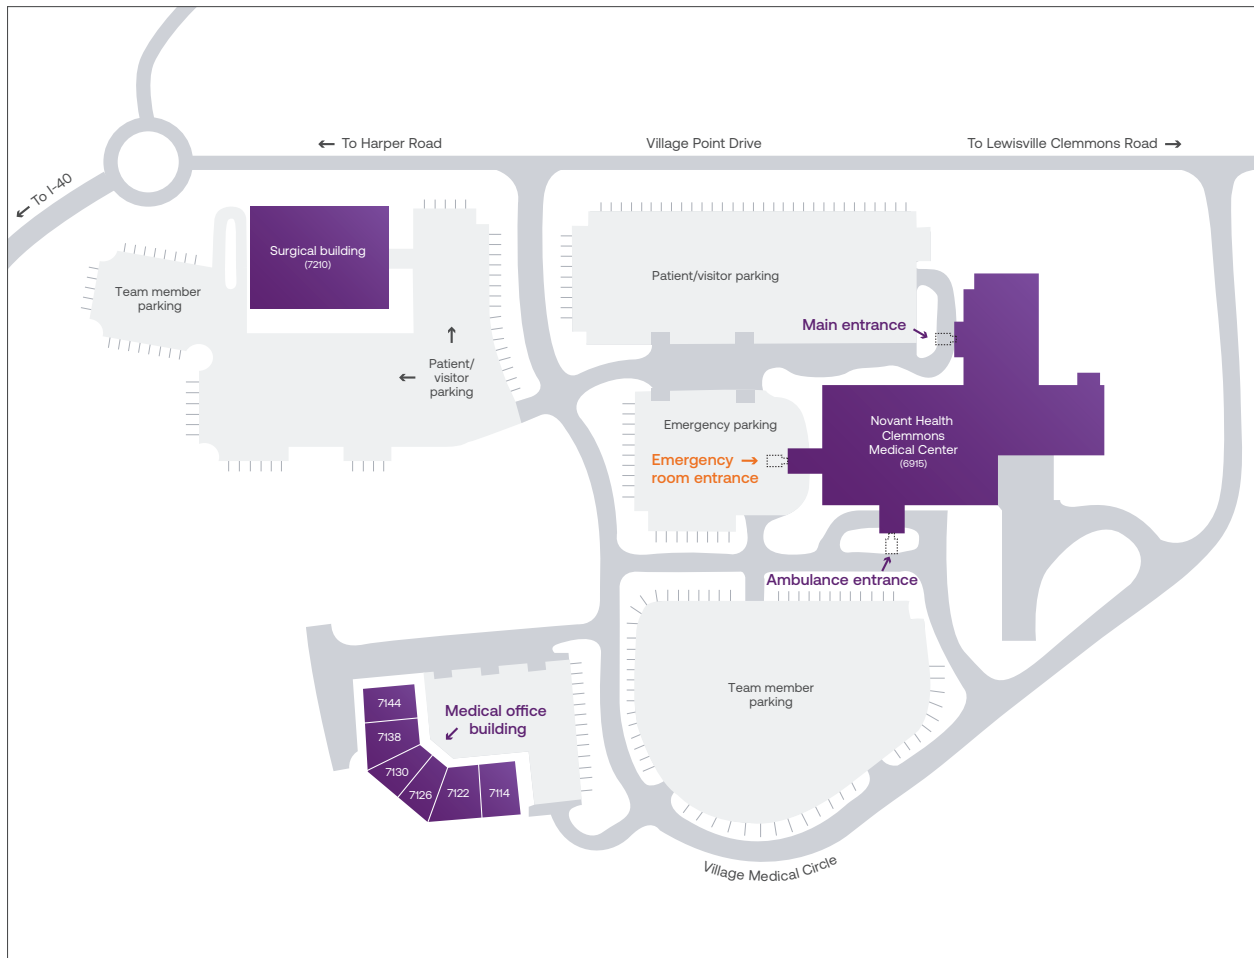 ← To Harper Road
Village Point Drive
To Lewisville Clemmons Road →
← To I-40
Surgical building
(7210)
Team member
parking
Patient/visitor parking
Main entrance
Patient/
visitor
parking
Emergency parking
Emergency →
room entrance
Novant Health
Clemmons
Medical Center
(6915)
Ambulance entrance
Team member
parking
Medical office
building
7144
7138
7130
7126
7122
7114
Village Medical Circle